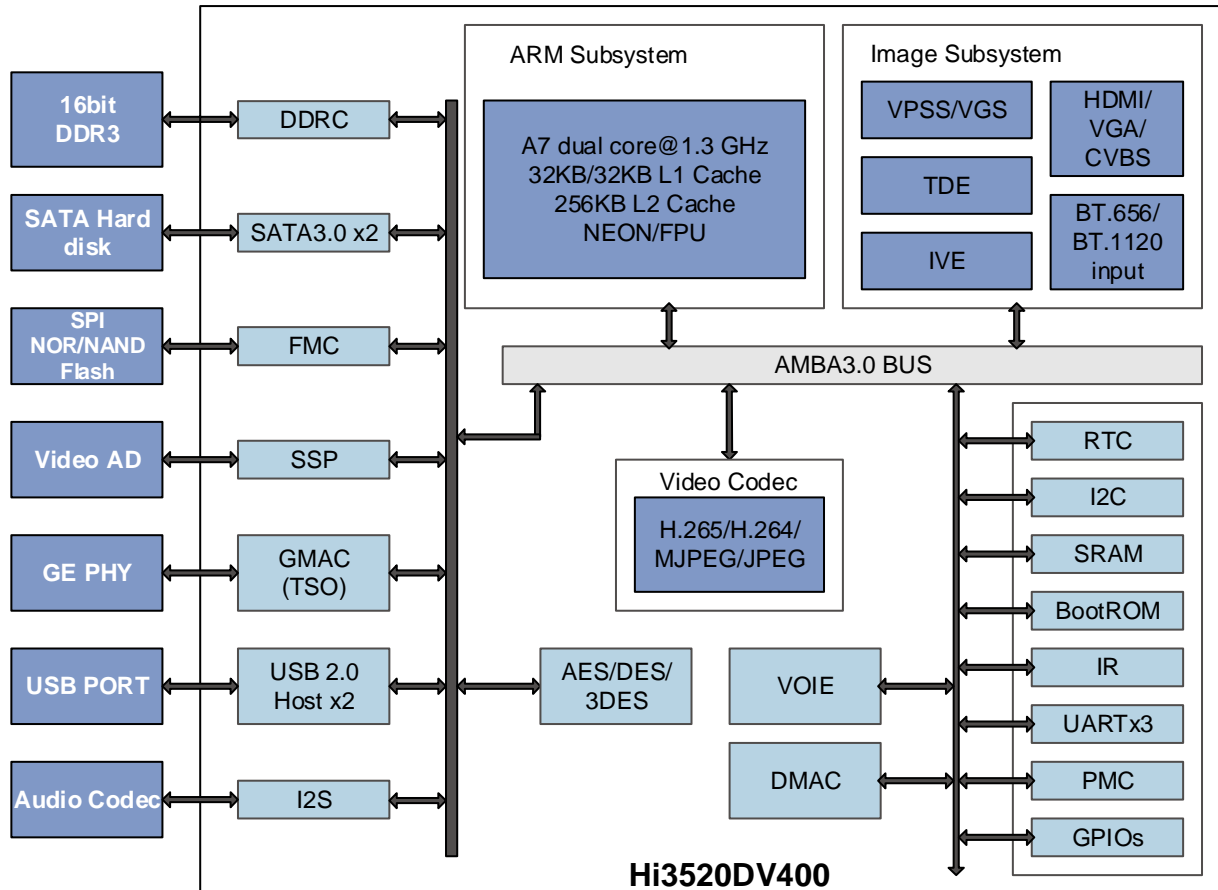 16bit
DDR3
SATA Hard
disk
SPI
NOR/NAND
Flash
Video AD
GE PHY
USB PORT
Audio Codec
DDRC
SATA3.0 x2
FMC
SSP
GMAC
(TSO)
USB 2.0
Host x2
I2S
ARM Subsystem
A7 dual core@1.3 GHz
32KB/32KB L1 Cache
256KB L2 Cache
NEON/FPU
Image Subsystem
VPSS/VGS
TDE
IVE
HDMI/
VGA/
CVBS
BT.656/
BT.1120
input
AMBA3.0 BUS
Video Codec
H.265/H.264/
MJPEG/JPEG
AES/DES/
3DES
VOIE
DMAC
RTC
I2C
SRAM
BootROM
IR
UARTx3
PMC
GPIOs
Hi3520DV400